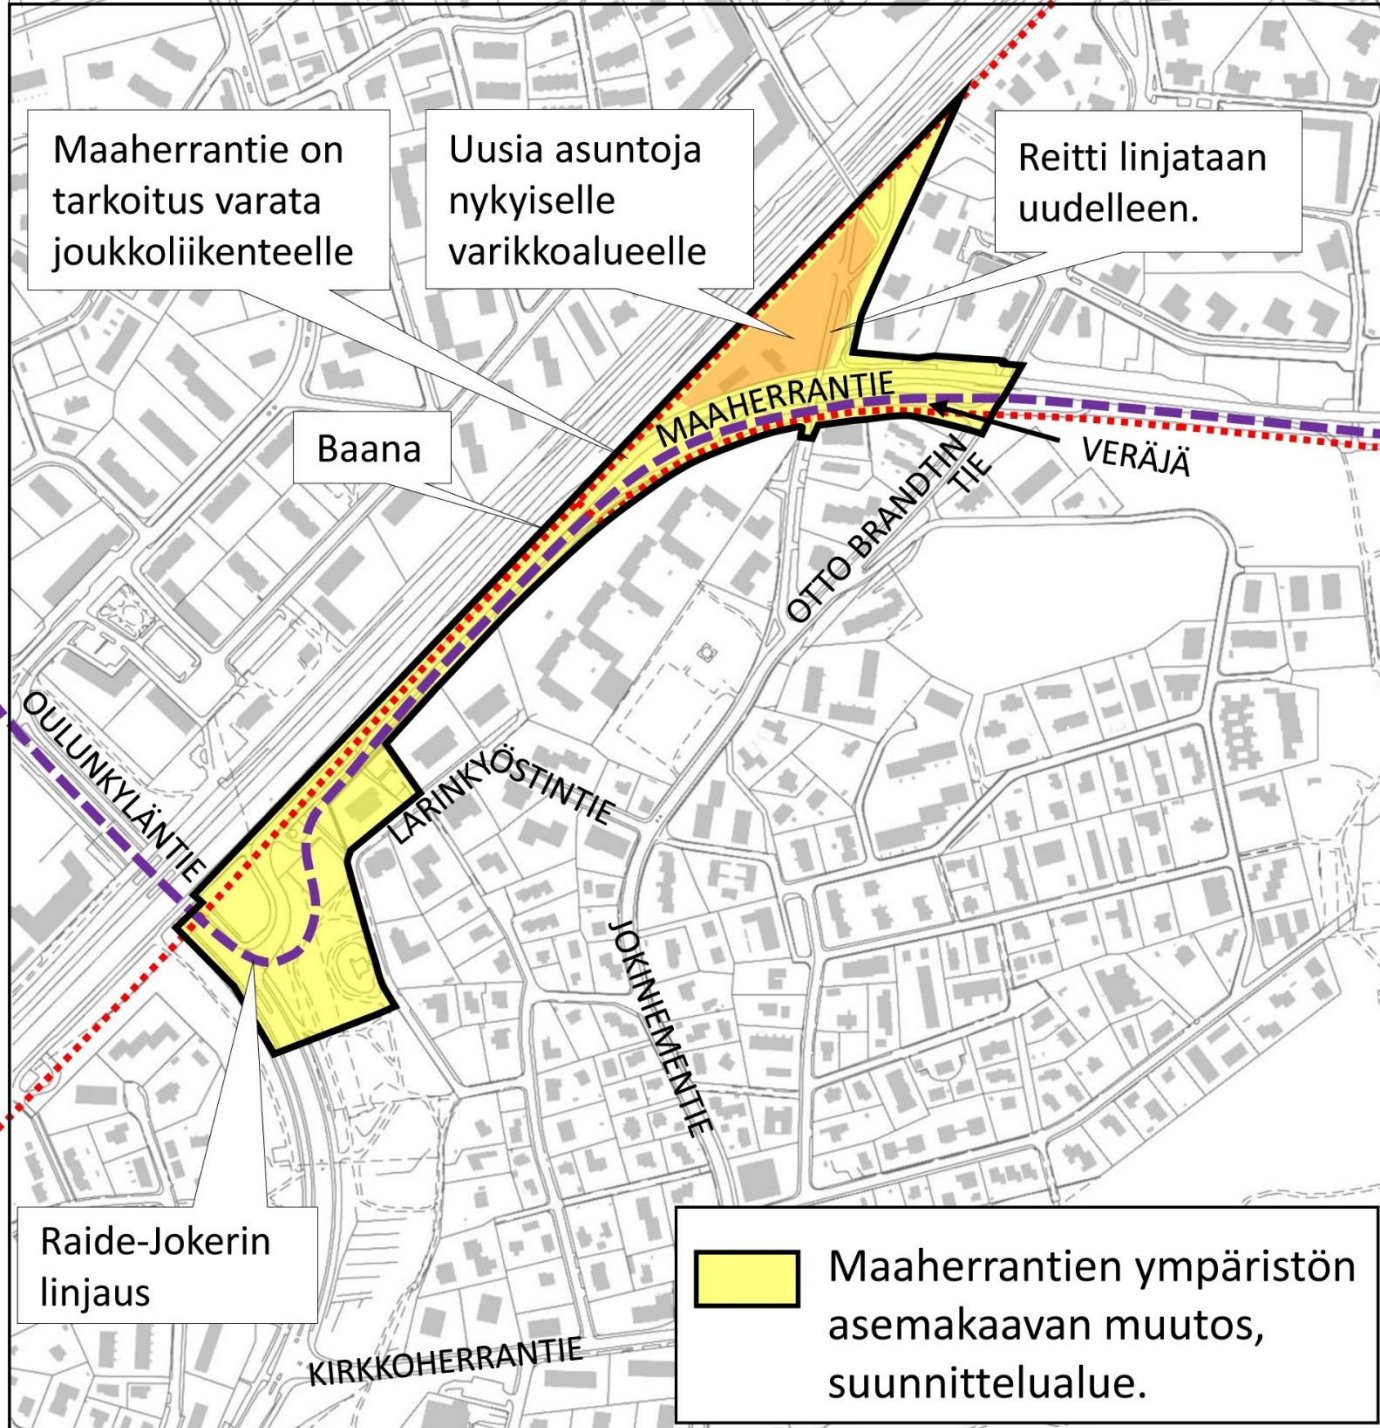 Maaherrantie on
tarkoitus varata
joukkoliikenteelle
Uusia asuntoja
nykyiselle
varikkoalueelle
Reitti linjataan
uudelleen.
Baana
MAAHERRANTIE
VERÄJÄ
OTTO BRANDTIN
TIE
OULUNKYLÄNTIE
LARINKYÖSTINTIE
JOKINIEMENTIE
Raide-Jokerin
linjaus
KIRKKOHERRANTIE
Maaherrantien ympäristön
asemakaavan muutos,
suunnittelualue.